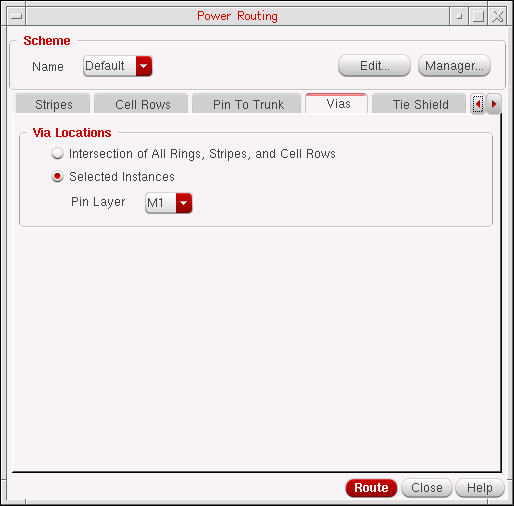 Power Routing
Scheme
Name Default Edit... Manager...
Stripes Cell Rows Pin To Trunk Vias Tie Shield
Via Locations
Intersection of All Rings, Stripes, and Cell Rows
Selected Instances
Pin Layer M1
Route Close Help